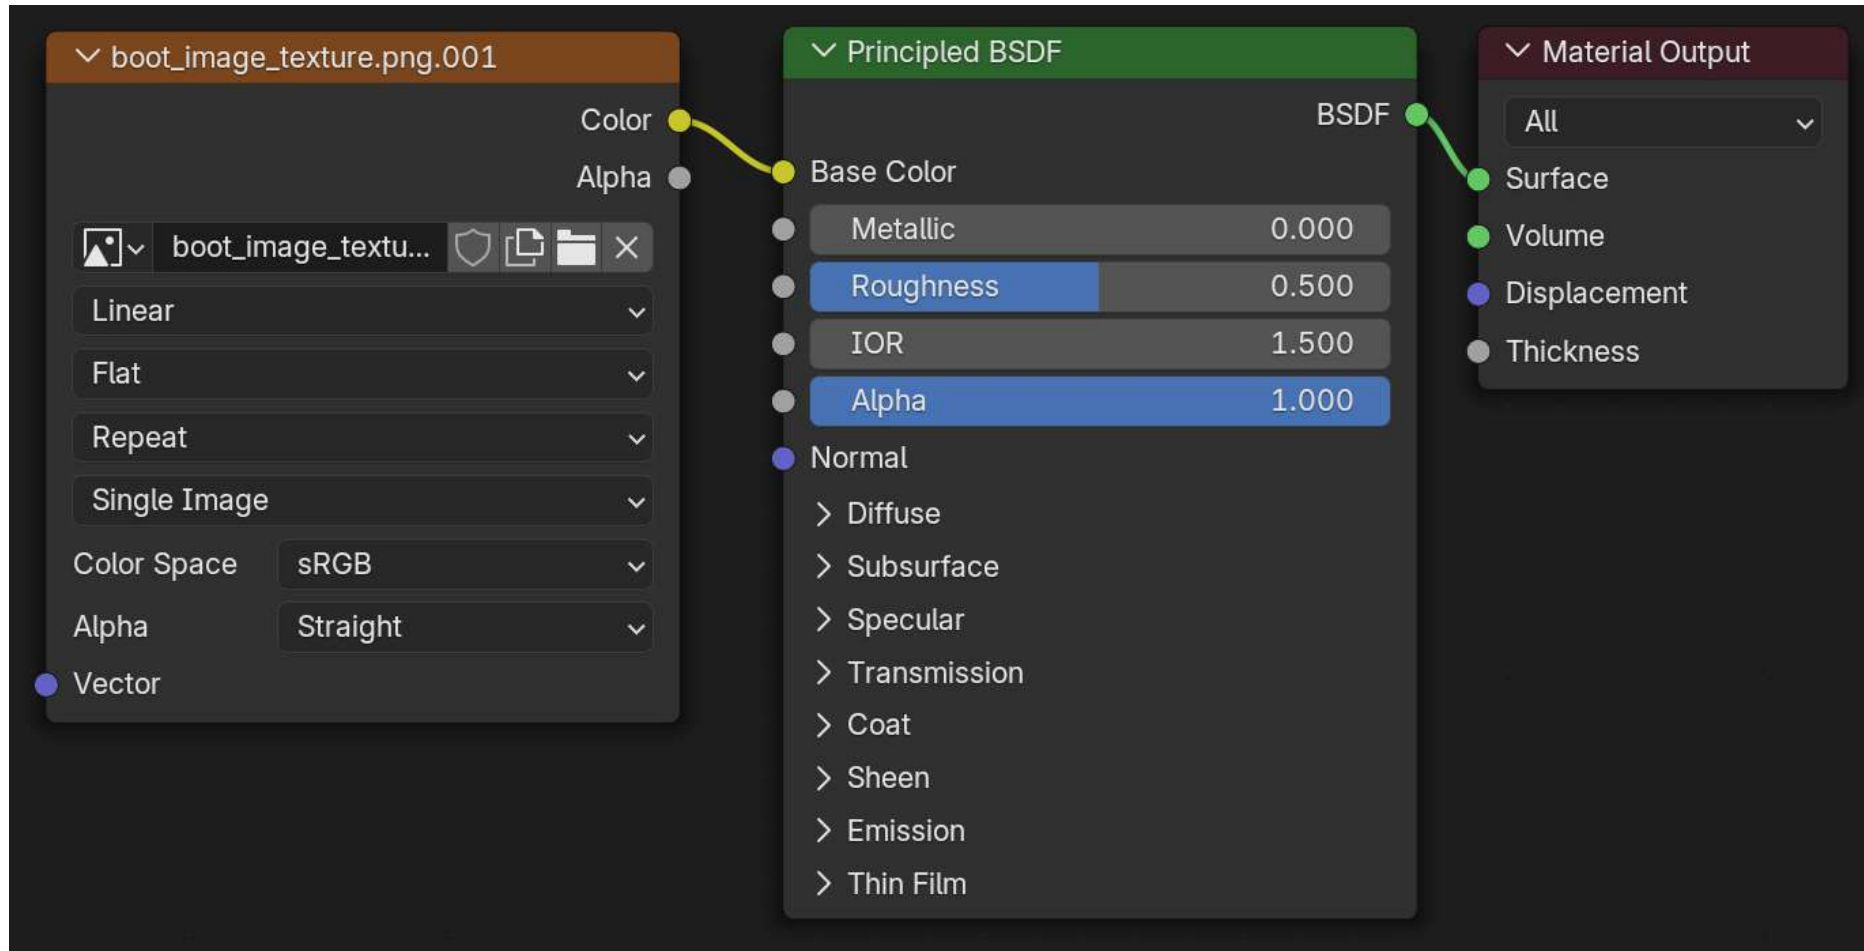 boot_image_texture.png.001
Color
Alpha
boot_image_textu...
Linear
Flat
Repeat
Single Image
Color Space sRGB
Alpha Straight
Vector
Principled BSDF
BSDF
Base Color
Metallic 0.000
Roughness 0.500
IOR 1.500
Alpha 1.000
Normal
Diffuse
Subsurface
Specular
Transmission
Coat
Sheen
Emission
Thin Film
Material Output
All
Surface
Volume
Displacement
Thickness